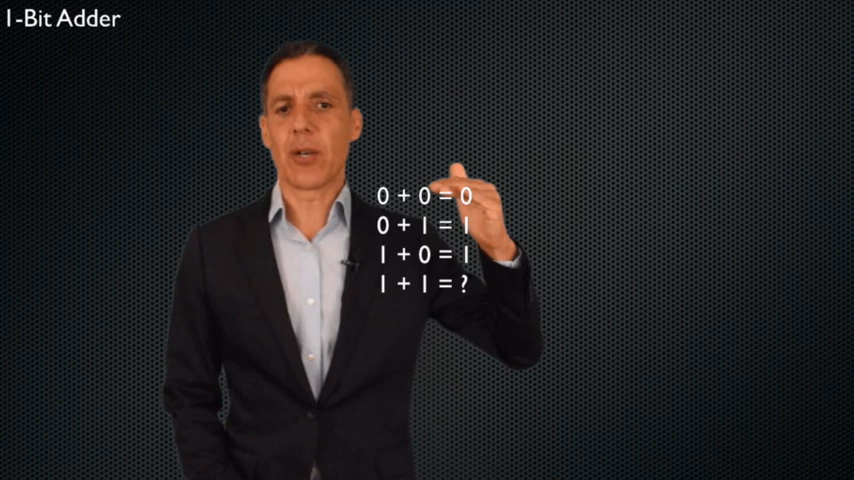 1-Bit Adder
0 + 0 = 0
0 + 1 = 1
1 + 0 = 1
1 + 1 = ?